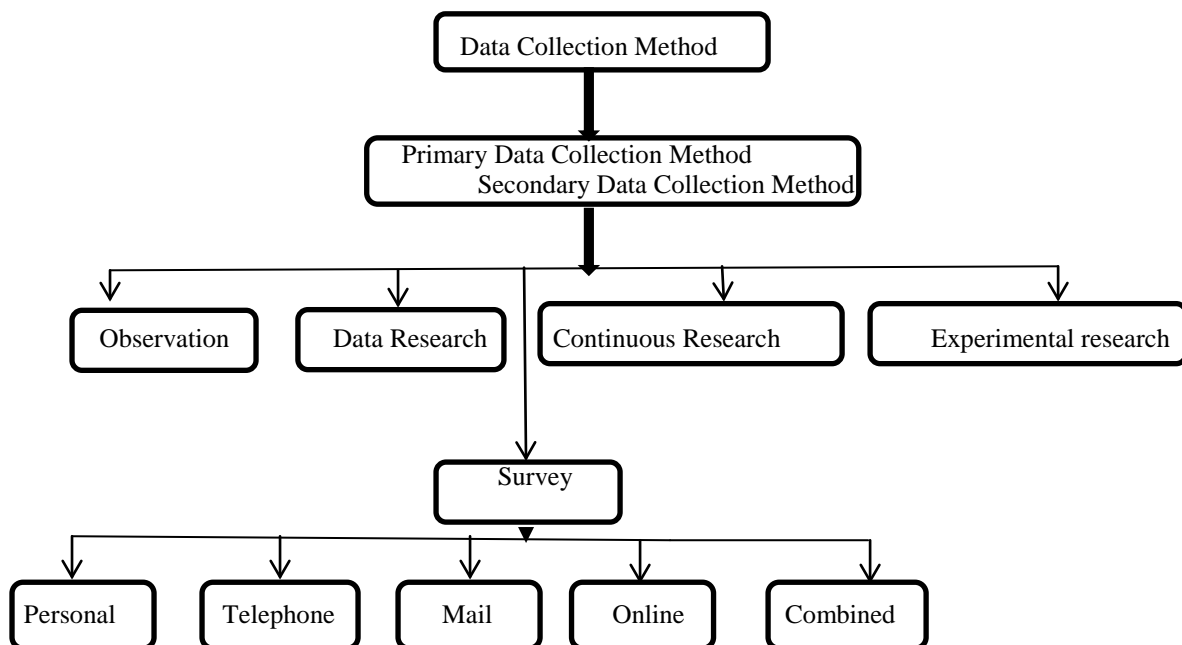 Data Collection Method
Primary Data Collection Method
Secondary Data Collection Method
Observation
Data Research
Continuous Research
Experimental research
Survey
Personal
Telephone
Mail
Online
Combined